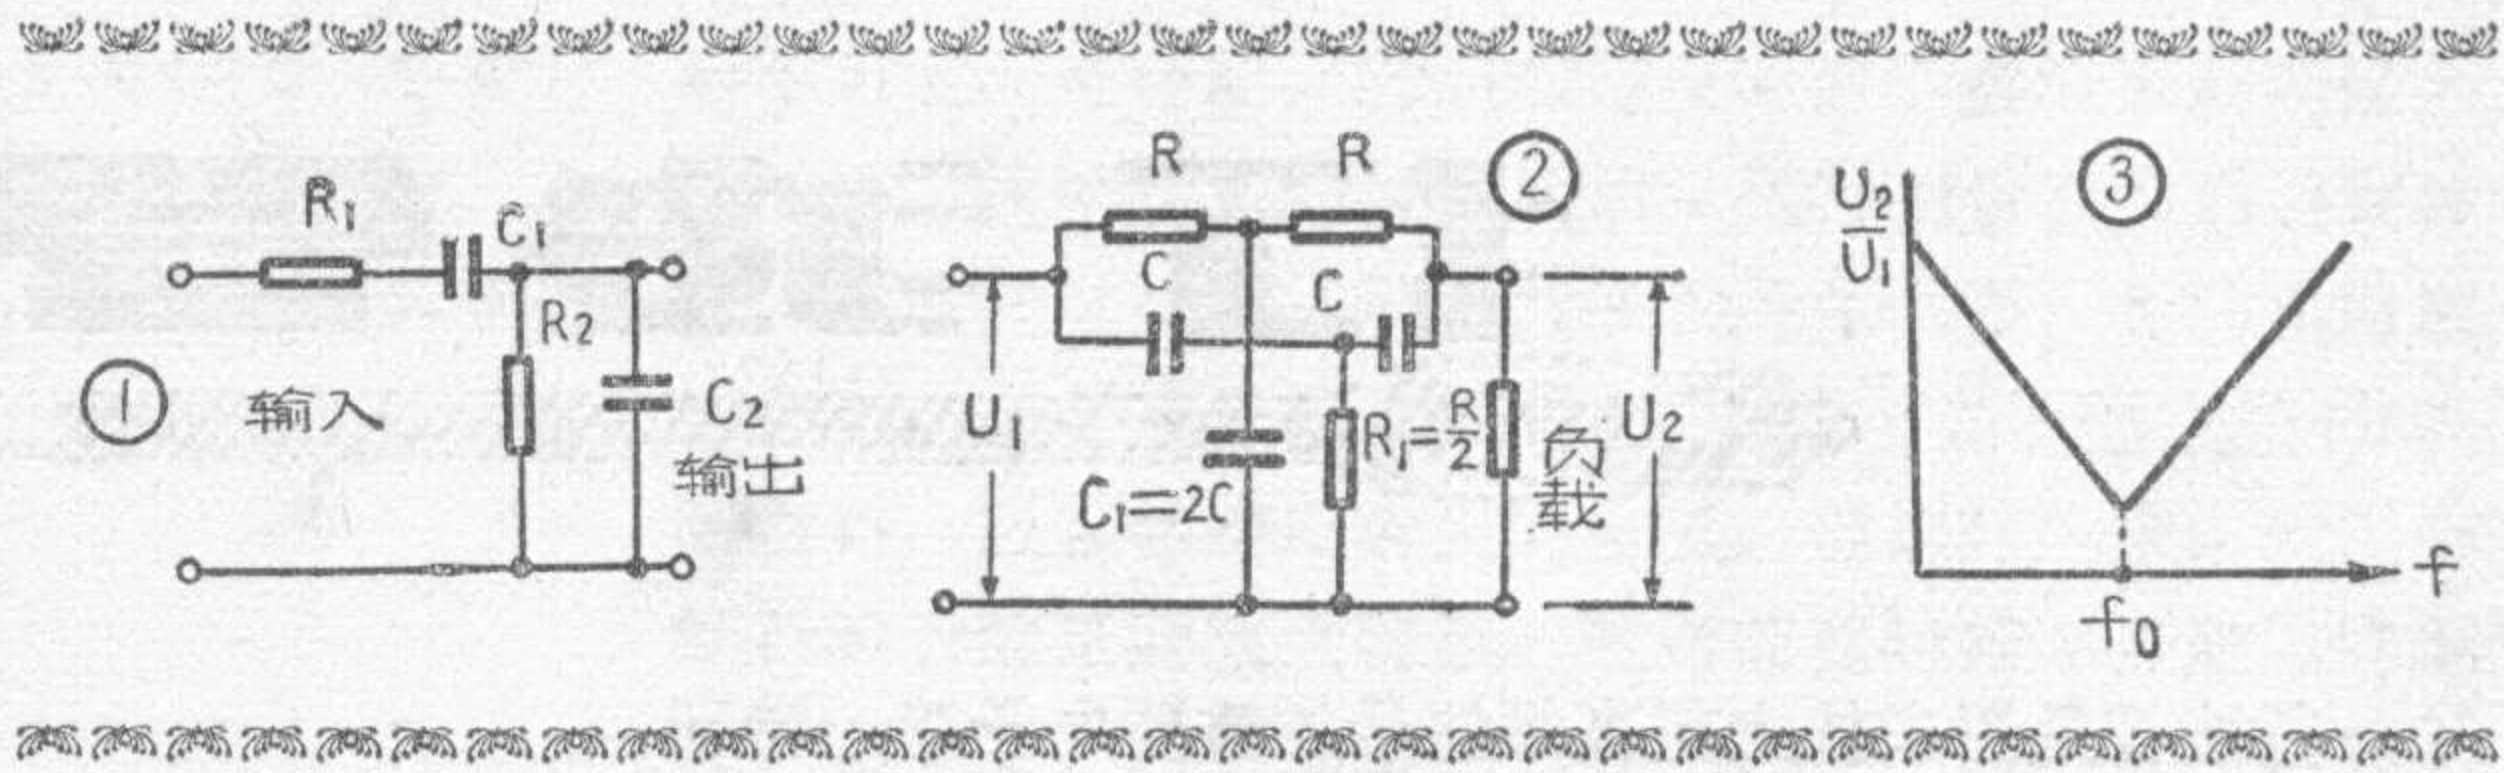 ①
R₁
C₁
R₂
C₂
输入
输出
②
R
R
C
C
U₁
C₁=2C
R₁=R/2
负载
U₂
③
U₂/U₁
f
f₀